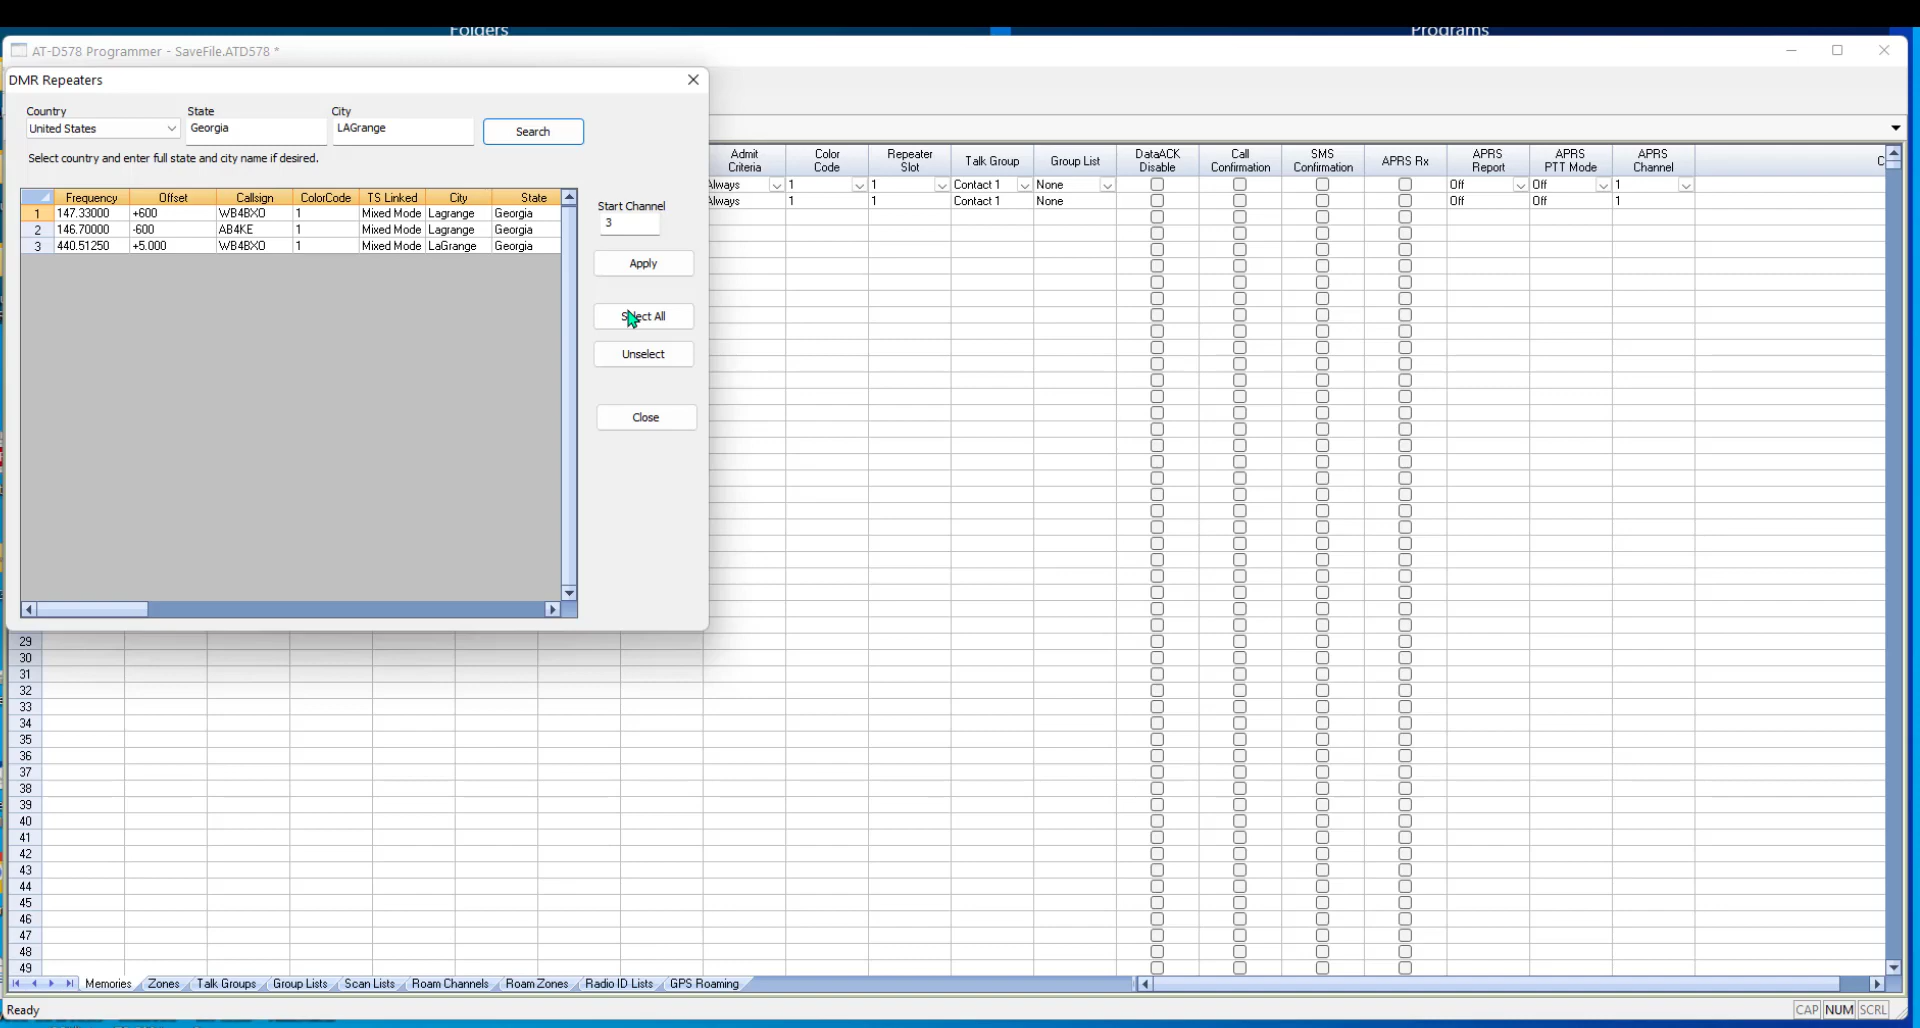 Folders Programs
AT-D578 Programmer - SaveFile.ATD578 *
DMR Repeaters
Country State City
United States Georgia LAGrange Search
Select country and enter full state and city name if desired.
Frequency Offset Callsign ColorCode TS Linked City State
1 147.33000 +600 WB4BXO 1 Mixed Mode Lagrange Georgia
2 146.70000 -600 AB4KE 1 Mixed Mode Lagrange Georgia
3 440.51250 +5.000 WB4BXO 1 Mixed Mode LaGrange Georgia
Start Channel
3
Apply
Select All
Unselect
Close
Admit Criteria Color Code Repeater Slot Talk Group Group List DataACK Disable Call Confirmation SMS Confirmation APRS Rx APRS Report APRS PTT Mode APRS Channel C
Always 1 1 Contact 1 None Off Off 1
Always 1 1 Contact 1 None Off Off 1
29
30
31
32
33
34
35
36
37
38
39
40
41
42
43
44
45
46
47
48
49
Memories Zones Talk Groups Group Lists Scan Lists Roam Channels Roam Zones Radio ID Lists GPS Roaming
Ready CAP NUM SCRL